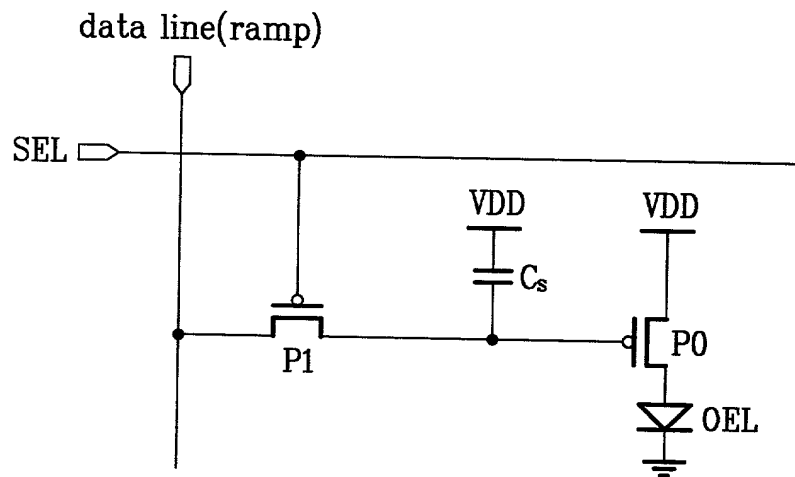 data line(ramp)
SEL
VDD
VDD
Cs
P1
P0
OEL